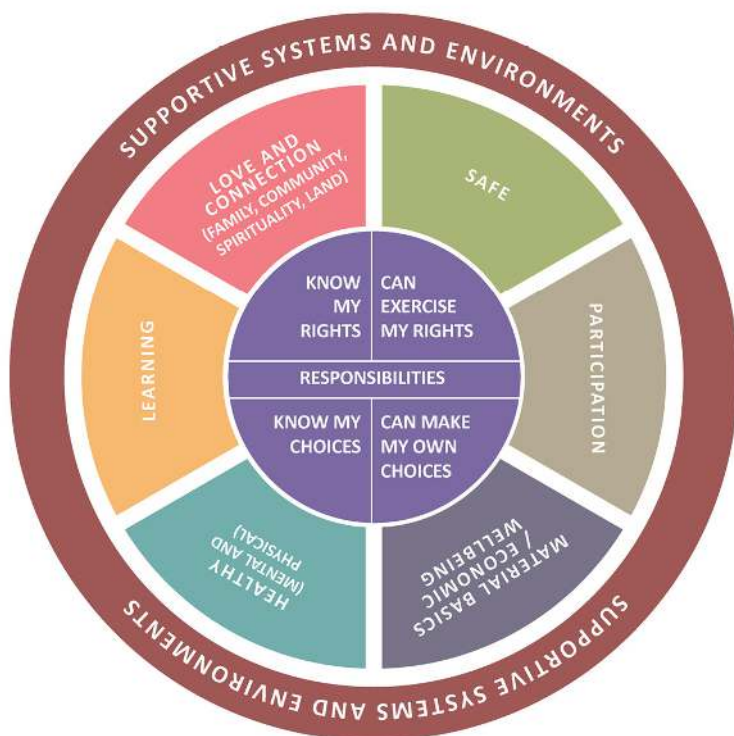 SUPPORTIVE SYSTEMS AND ENVIRONMENTS
LOVE AND
CONNECTION
(FAMILY, COMMUNITY,
SPIRITUALITY, LAND)
SAFE
PARTICIPATION
MATERIAL BASICS
/ ECONOMIC
WELLBEING
HEALTHY
(MENTAL AND
PHYSICAL)
LEARNING
KNOW
MY
RIGHTS
CAN
EXERCISE
MY RIGHTS
RESPONSIBILITIES
KNOW MY
CHOICES
CAN MAKE
MY OWN
CHOICES
SUPPORTIVE SYSTEMS AND ENVIRONMENTS